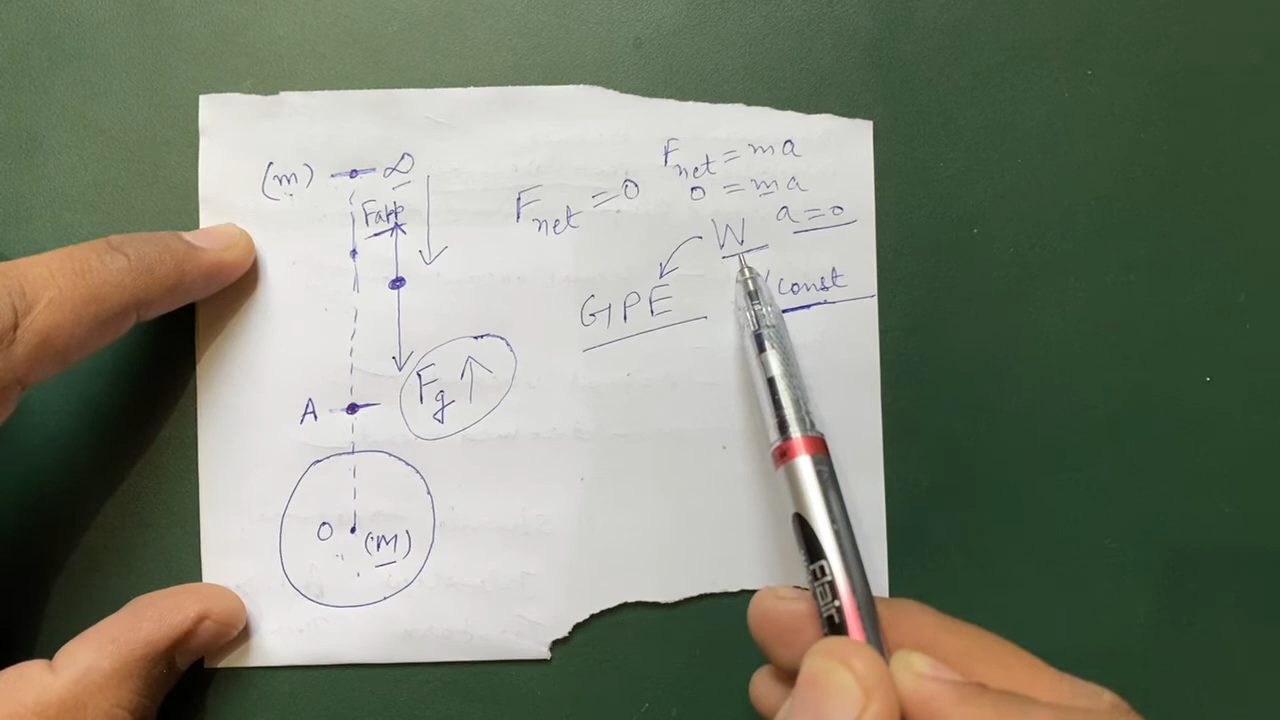 (m) ∞
Fapp
A
Fg ↑
O (M)
Fnet = 0
Fnet = ma
0 = ma
a = 0
W
GPE
const
Flair